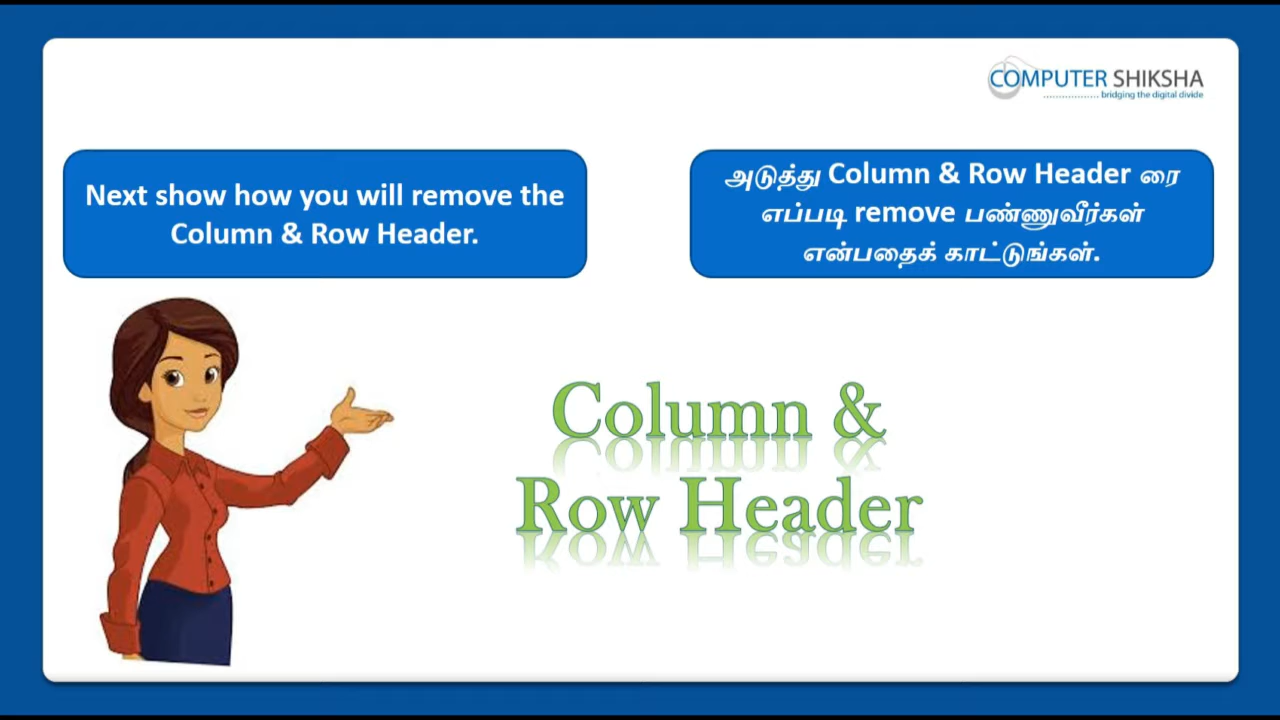 COMPUTER SHIKSHA
bridging the digital divide
Next show how you will remove the
Column & Row Header.
அடுத்து Column & Row Header ரை
எப்படி remove பண்ணுவீர்கள்
என்பதைக் காட்டுங்கள்.
Column &
Row Header